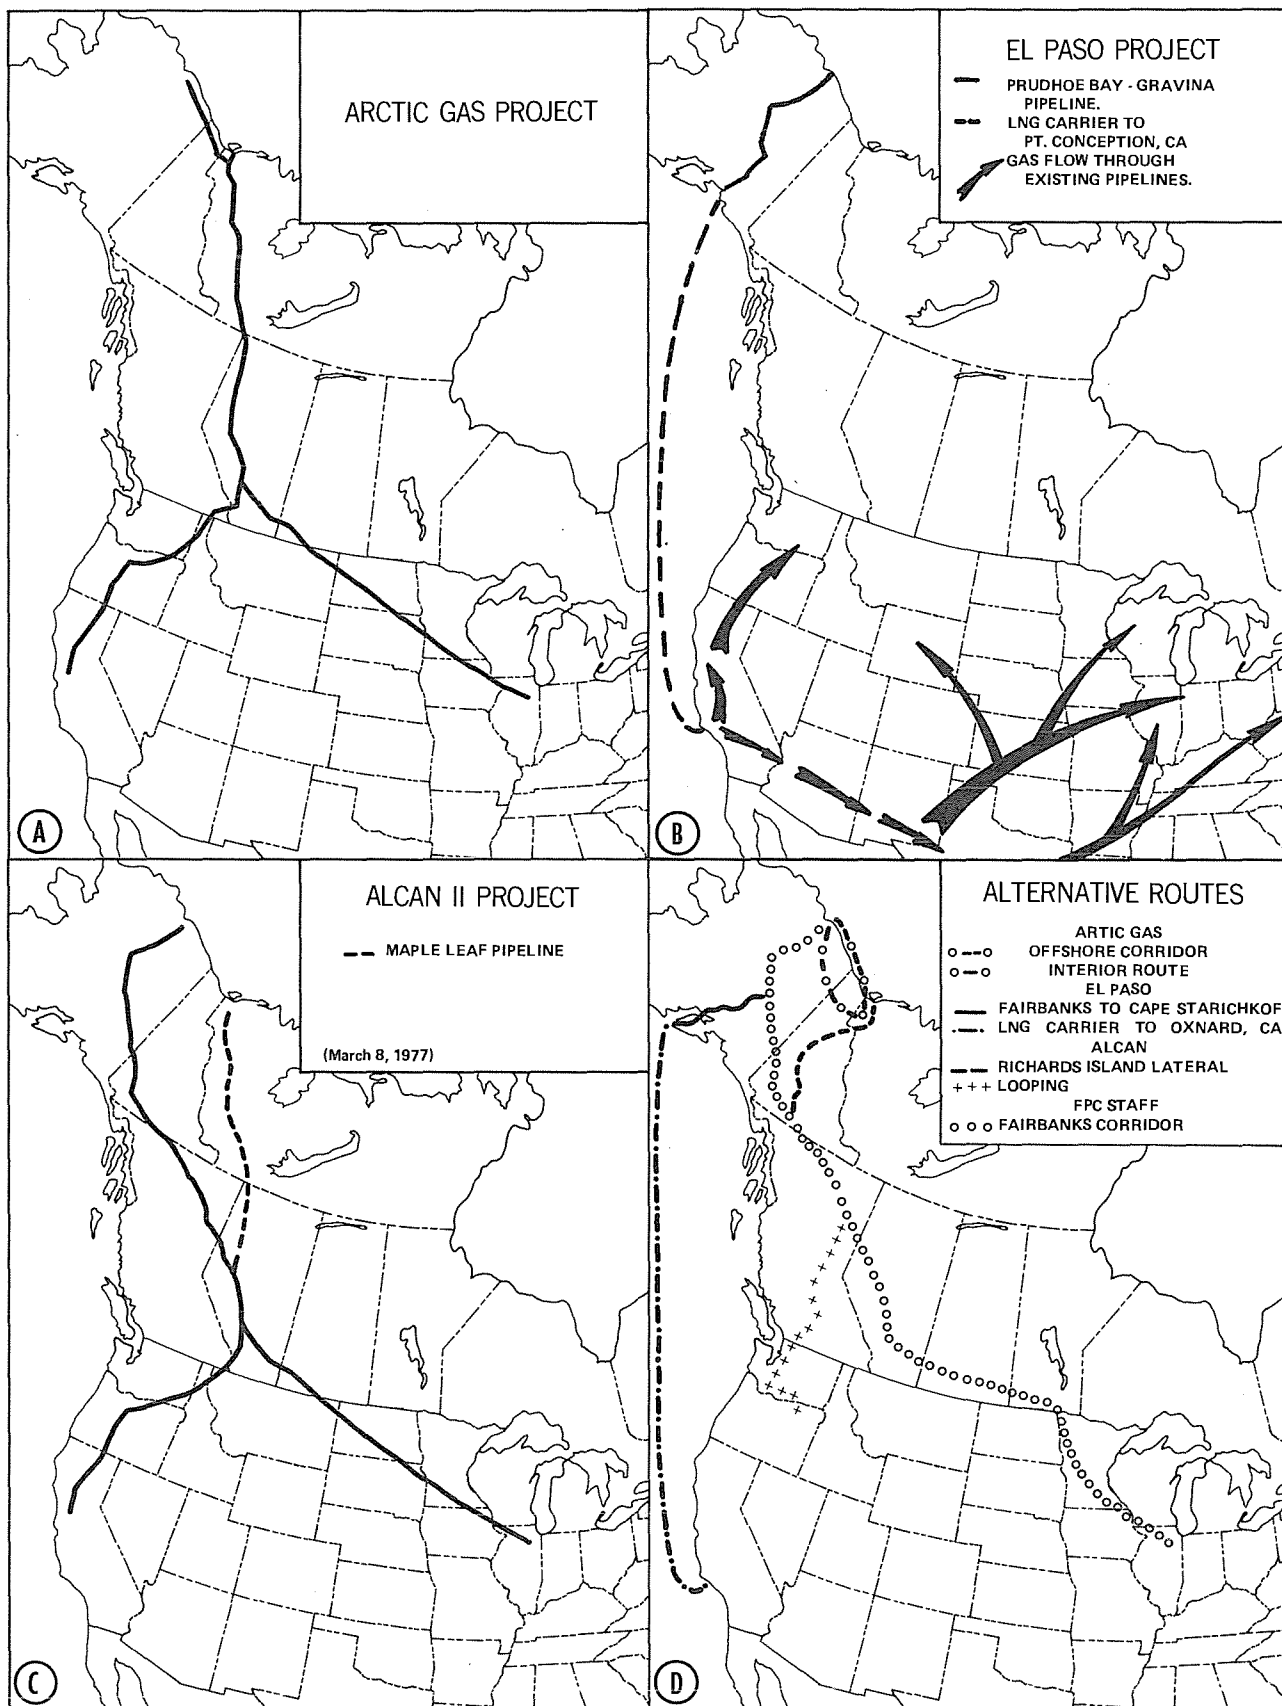 ARCTIC GAS PROJECT
A
EL PASO PROJECT
PRUDHOE BAY - GRAVINA
PIPELINE.
LNG CARRIER TO
PT. CONCEPTION, CA
GAS FLOW THROUGH
EXISTING PIPELINES.
B
ALCAN II PROJECT
MAPLE LEAF PIPELINE
(March 8, 1977)
C
ALTERNATIVE ROUTES
ARTIC GAS
OFFSHORE CORRIDOR
INTERIOR ROUTE
EL PASO
FAIRBANKS TO CAPE STARICHKOF
LNG CARRIER TO OXNARD, CA
ALCAN
RICHARDS ISLAND LATERAL
+++ LOOPING
FPC STAFF
FAIRBANKS CORRIDOR
D